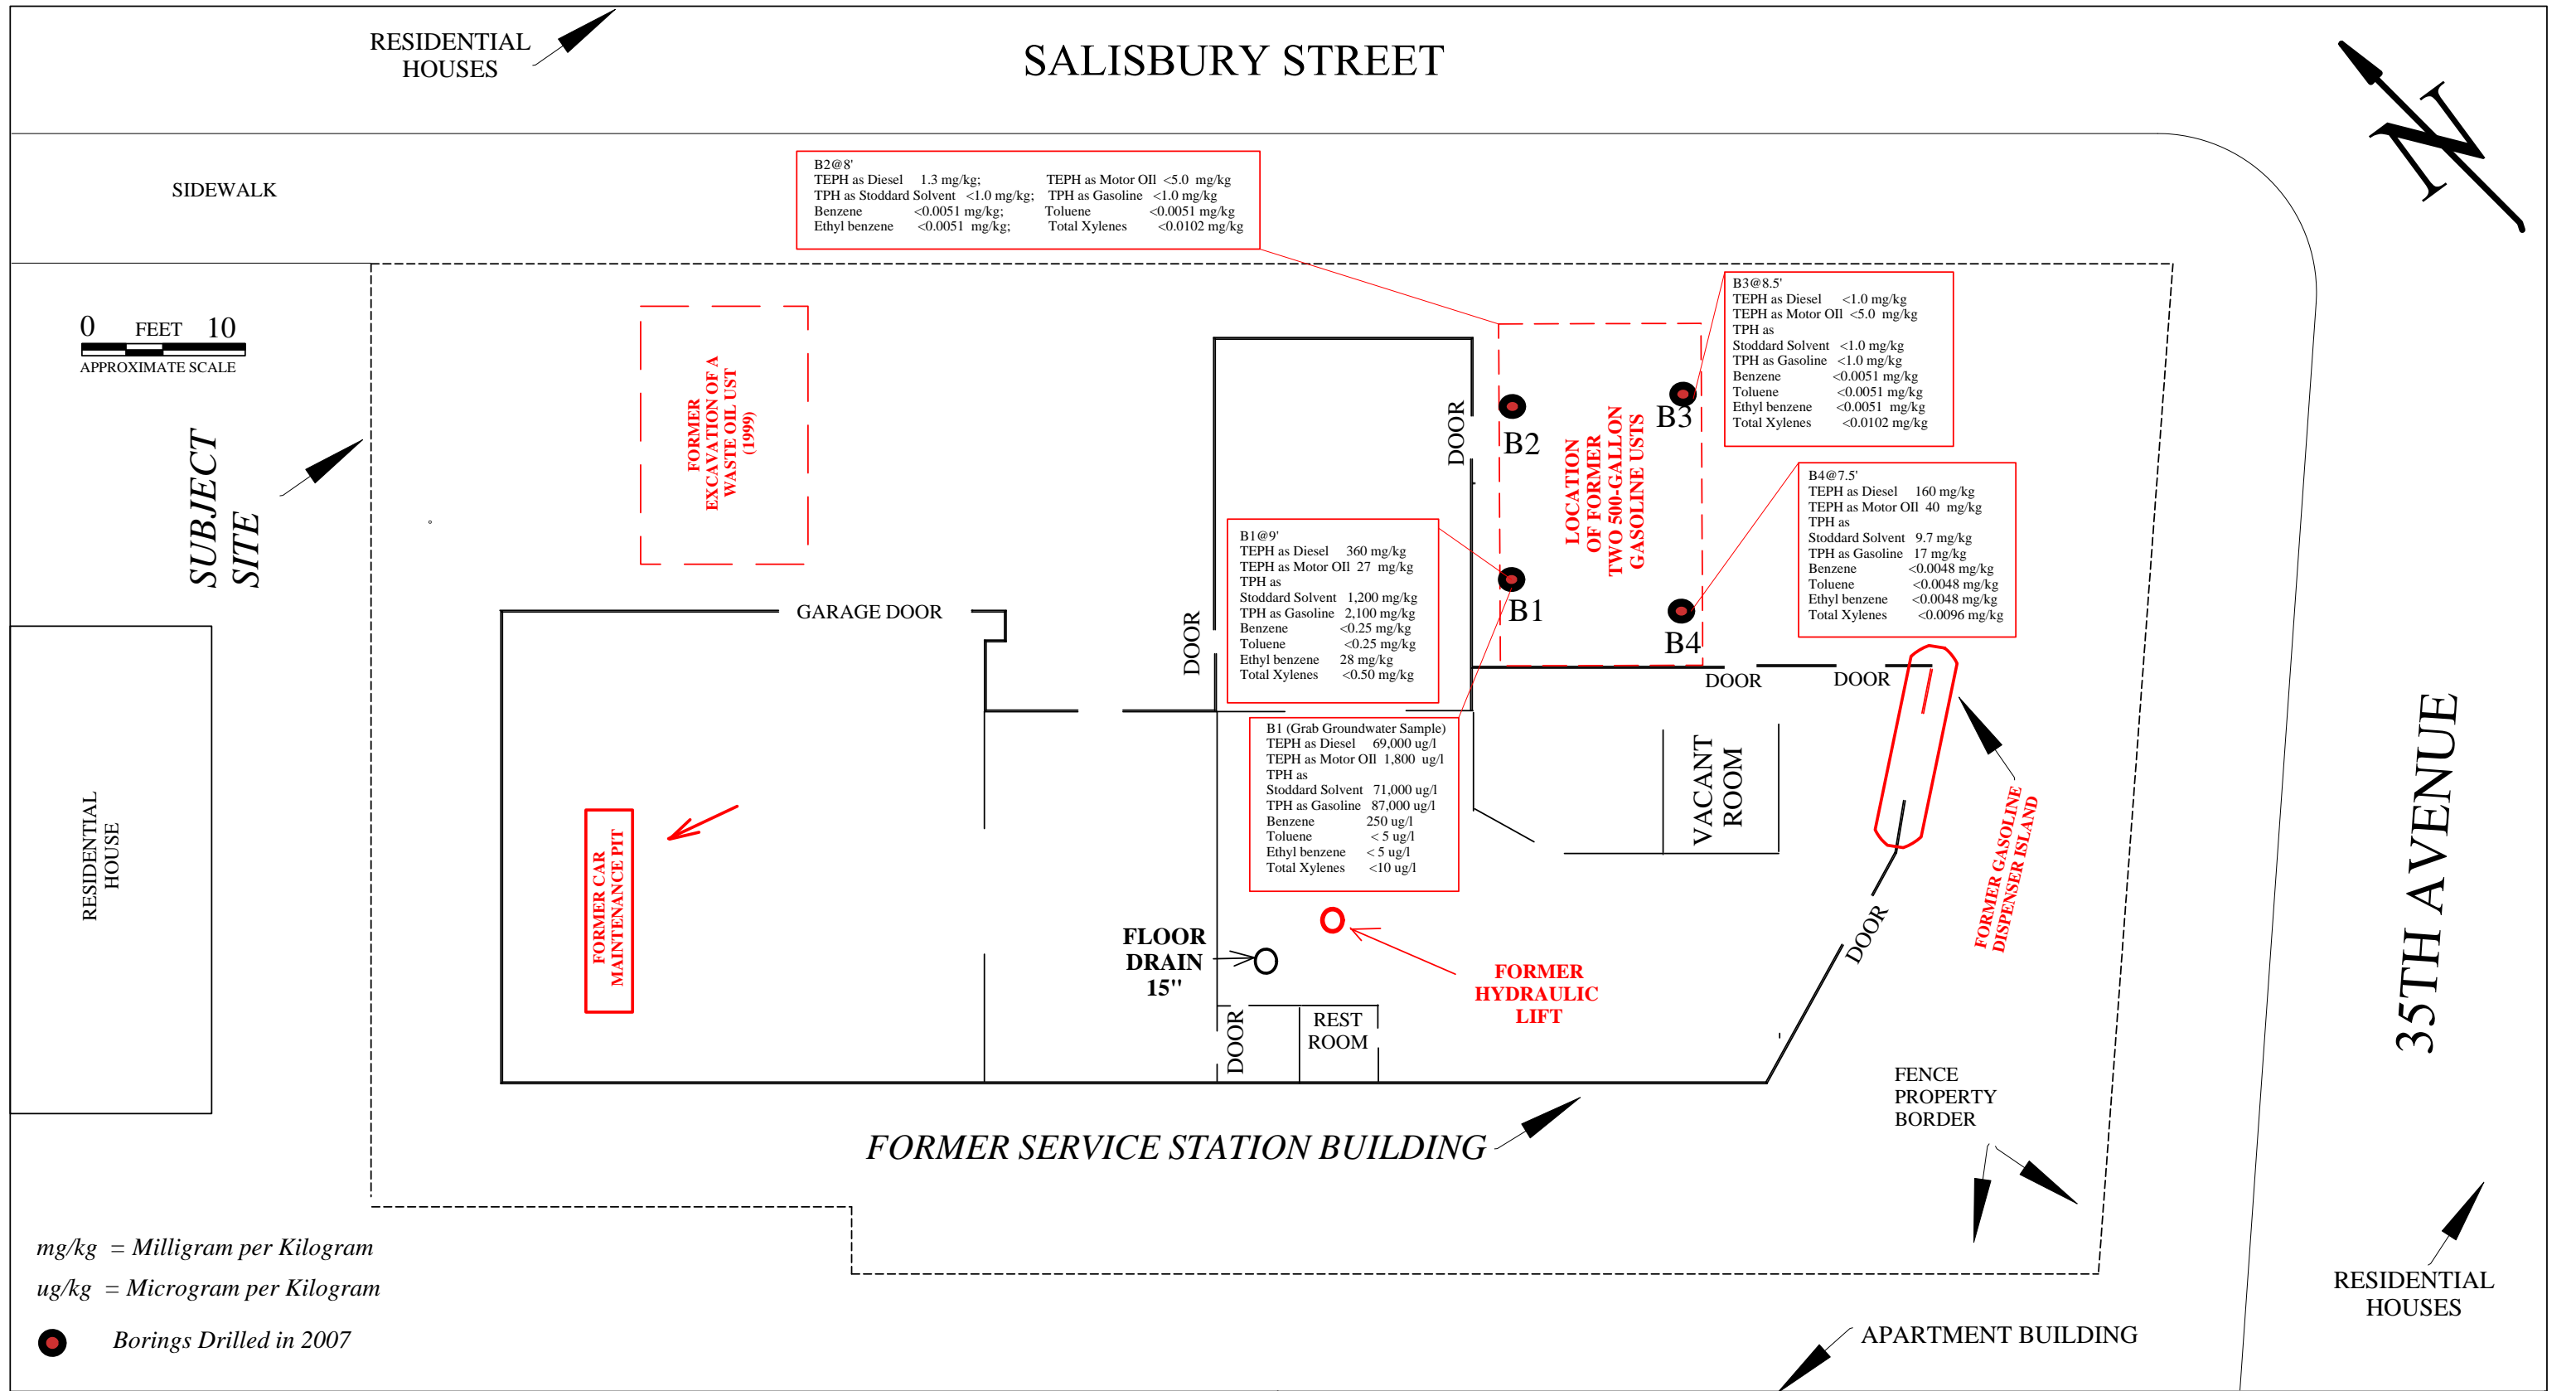 RESIDENTIAL
HOUSES
SALISBURY STREET
N
SIDEWALK
B2@8'
TEPH as Diesel 1.3 mg/kg; TEPH as Motor OIl <5.0 mg/kg
TPH as Stoddard Solvent <1.0 mg/kg; TPH as Gasoline <1.0 mg/kg
Benzene <0.0051 mg/kg; Toluene <0.0051 mg/kg
Ethyl benzene <0.0051 mg/kg; Total Xylenes <0.0102 mg/kg
0 FEET 10
APPROXIMATE SCALE
SUBJECT
SITE
FORMER
EXCAVATION OF A
WASTE OIL UST
(1999)
B3@8.5'
TEPH as Diesel <1.0 mg/kg
TEPH as Motor OIl <5.0 mg/kg
TPH as
Stoddard Solvent <1.0 mg/kg
TPH as Gasoline <1.0 mg/kg
Benzene <0.0051 mg/kg
Toluene <0.0051 mg/kg
Ethyl benzene <0.0051 mg/kg
Total Xylenes <0.0102 mg/kg
DOOR
B2
B3
LOCATION
OF FORMER
TWO 500-GALLON
GASOLINE USTS
B4@7.5'
TEPH as Diesel 160 mg/kg
TEPH as Motor OIl 40 mg/kg
TPH as
Stoddard Solvent 9.7 mg/kg
TPH as Gasoline 17 mg/kg
Benzene <0.0048 mg/kg
Toluene <0.0048 mg/kg
Ethyl benzene <0.0048 mg/kg
Total Xylenes <0.0096 mg/kg
B1@9'
TEPH as Diesel 360 mg/kg
TEPH as Motor OIl 27 mg/kg
TPH as
Stoddard Solvent 1,200 mg/kg
TPH as Gasoline 2,100 mg/kg
Benzene <0.25 mg/kg
Toluene <0.25 mg/kg
Ethyl benzene 28 mg/kg
Total Xylenes <0.50 mg/kg
B1
B4
GARAGE DOOR
DOOR
DOOR
DOOR
B1 (Grab Groundwater Sample)
TEPH as Diesel 69,000 ug/l
TEPH as Motor OIl 1,800 ug/l
TPH as
Stoddard Solvent 71,000 ug/l
TPH as Gasoline 87,000 ug/l
Benzene 250 ug/l
Toluene < 5 ug/l
Ethyl benzene < 5 ug/l
Total Xylenes <10 ug/l
VACANT
ROOM
FORMER GASOLINE
DISPENSER ISLAND
35TH AVENUE
RESIDENTIAL
HOUSE
FORMER CAR
MAINTENANCE PIT
FLOOR
DRAIN
15"
FORMER
HYDRAULIC
LIFT
DOOR
DOOR
REST
ROOM
FENCE
PROPERTY
BORDER
FORMER SERVICE STATION BUILDING
mg/kg = Milligram per Kilogram
ug/kg = Microgram per Kilogram
Borings Drilled in 2007
RESIDENTIAL
HOUSES
APARTMENT BUILDING